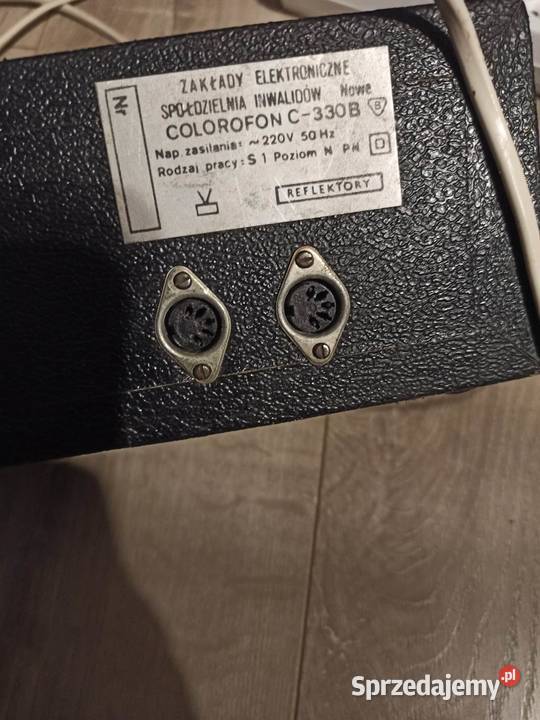 Nr
ZAKŁADY ELEKTRONICZNE
SPÓŁDZIELNIA INWALIDÓW Nowe
COLOROFON C-330B B
Nap. zasilania: ~220V 50Hz
Rodzaj pracy: S 1 Poziom N PN
REFLEKTORY
Sprzedajemy.pl